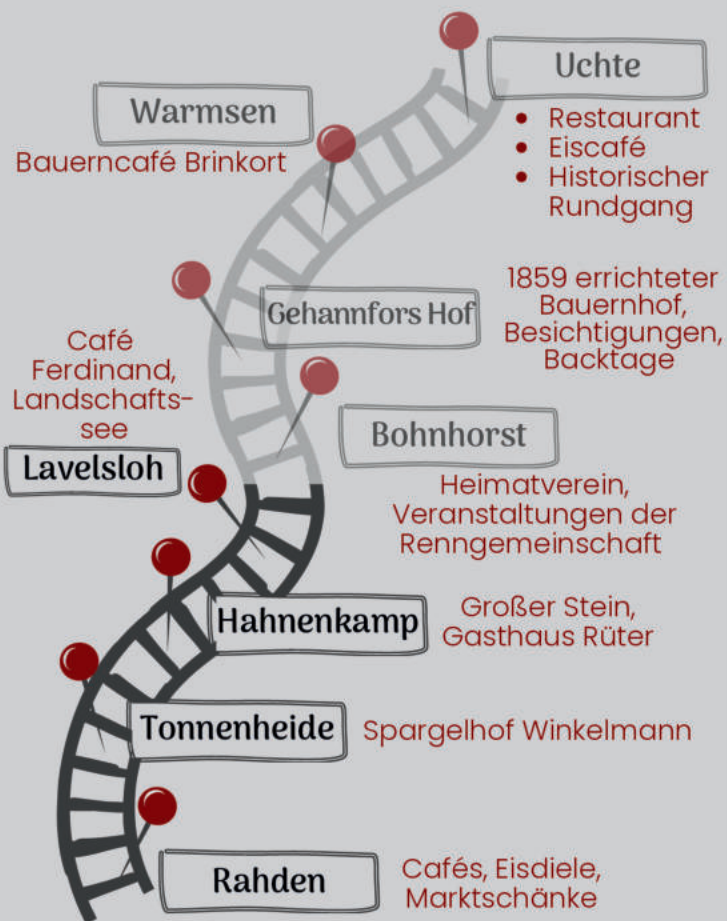 Uchte
• Restaurant
• Eiscafé
• Historischer
Rundgang
Warmsen
Bauerncafé Brinkort
Gehannfors Hof
1859 errichteter
Bauernhof,
Besichtigungen,
Backtage
Café
Ferdinand,
Landschafts-
see
Lavelsloh
Bohnhorst
Heimatverein,
Veranstaltungen der
Renngemeinschaft
Hahnenkamp
Großer Stein,
Gasthaus Rüter
Tonnenheide
Spargelhof Winkelmann
Rahden
Cafés, Eisdiele,
Marktschänke